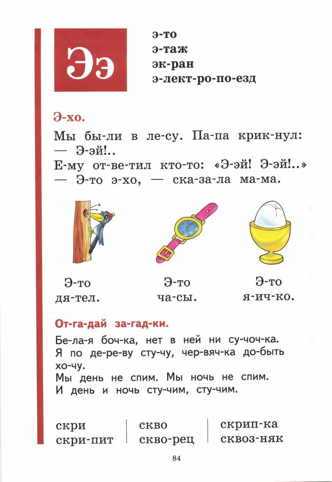 Ээ
э-то
э-таж
эк-ран
э-лект-ро-по-езд
Э-хо.
Мы бы-ли в ле-су. Па-па крик-нул:
— Э-эй!..
Е-му от-ве-тил кто-то: «Э-эй! Э-эй!..»
— Э-то э-хо, — ска-за-ла ма-ма.
Э-то
дя-тел.
Э-то
ча-сы.
Э-то
я-ич-ко.
От-га-дай за-гад-ки.
Бе-ла-я боч-ка, нет в ней ни су-чоч-ка.
Я по де-ре-ву сту-чу, чер-вяч-ка до-быть
хо-чу.
Мы день не спим. Мы ночь не спим.
И день и ночь сту-чим, сту-чим.
скри
скри-пит
скво
скво-рец
скрип-ка
сквоз-няк
84